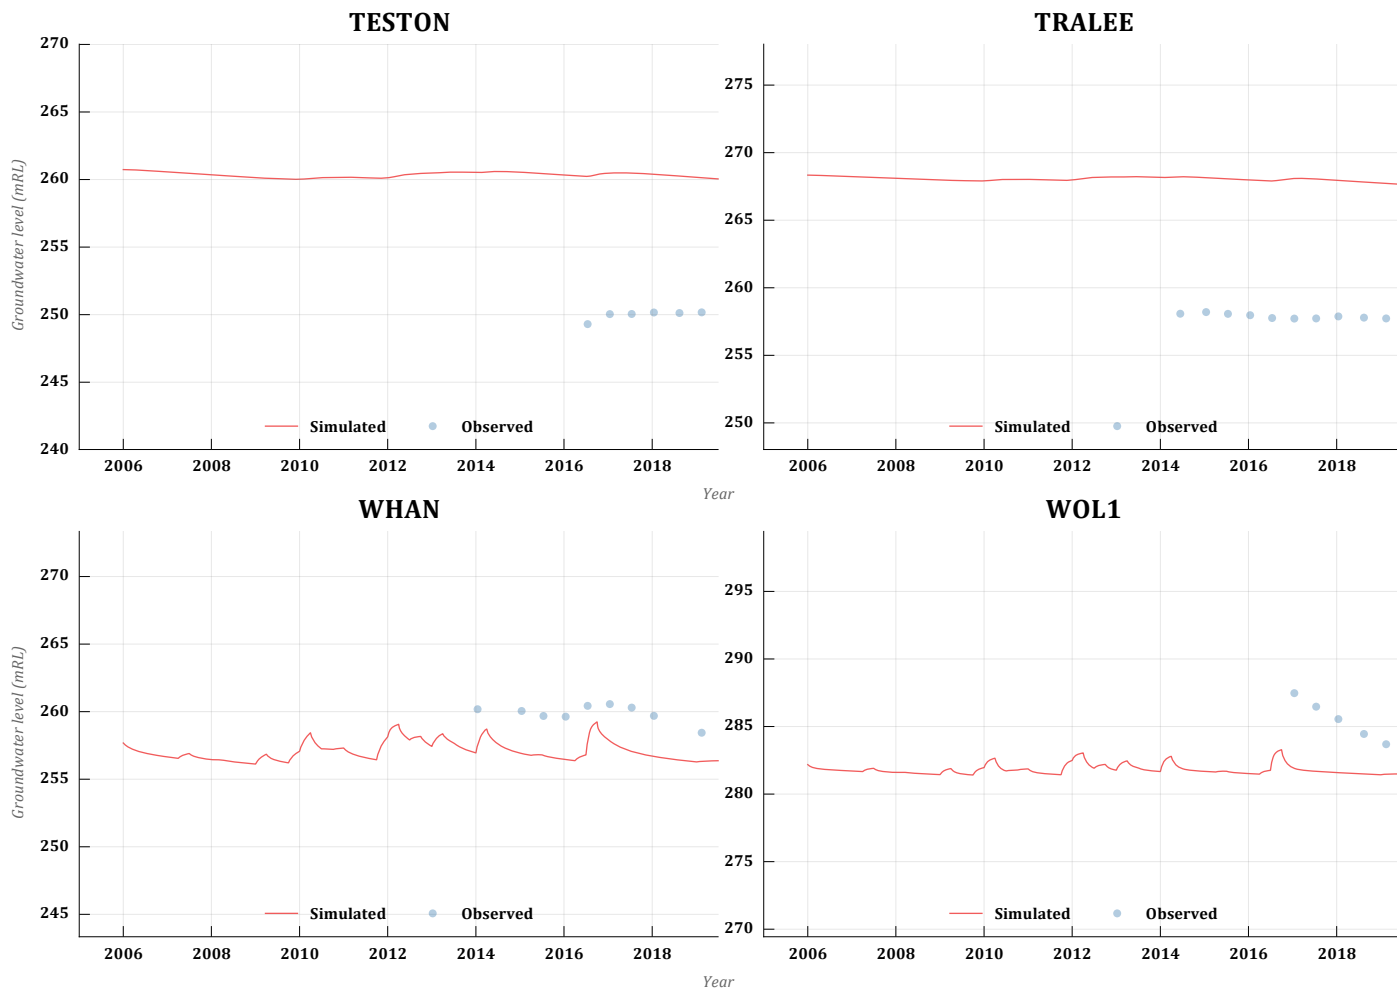 TESTON
270
265
260
255
250
245
240
Groundwater level (mRL)
Simulated
Observed
2006 2008 2010 2012 2014 2016 2018
TRALEE
275
270
265
260
255
250
Simulated
Observed
2006 2008 2010 2012 2014 2016 2018
Year
WHAN
270
265
260
255
250
245
Groundwater level (mRL)
Simulated
Observed
2006 2008 2010 2012 2014 2016 2018
WOL1
295
290
285
280
275
270
Simulated
Observed
2006 2008 2010 2012 2014 2016 2018
Year